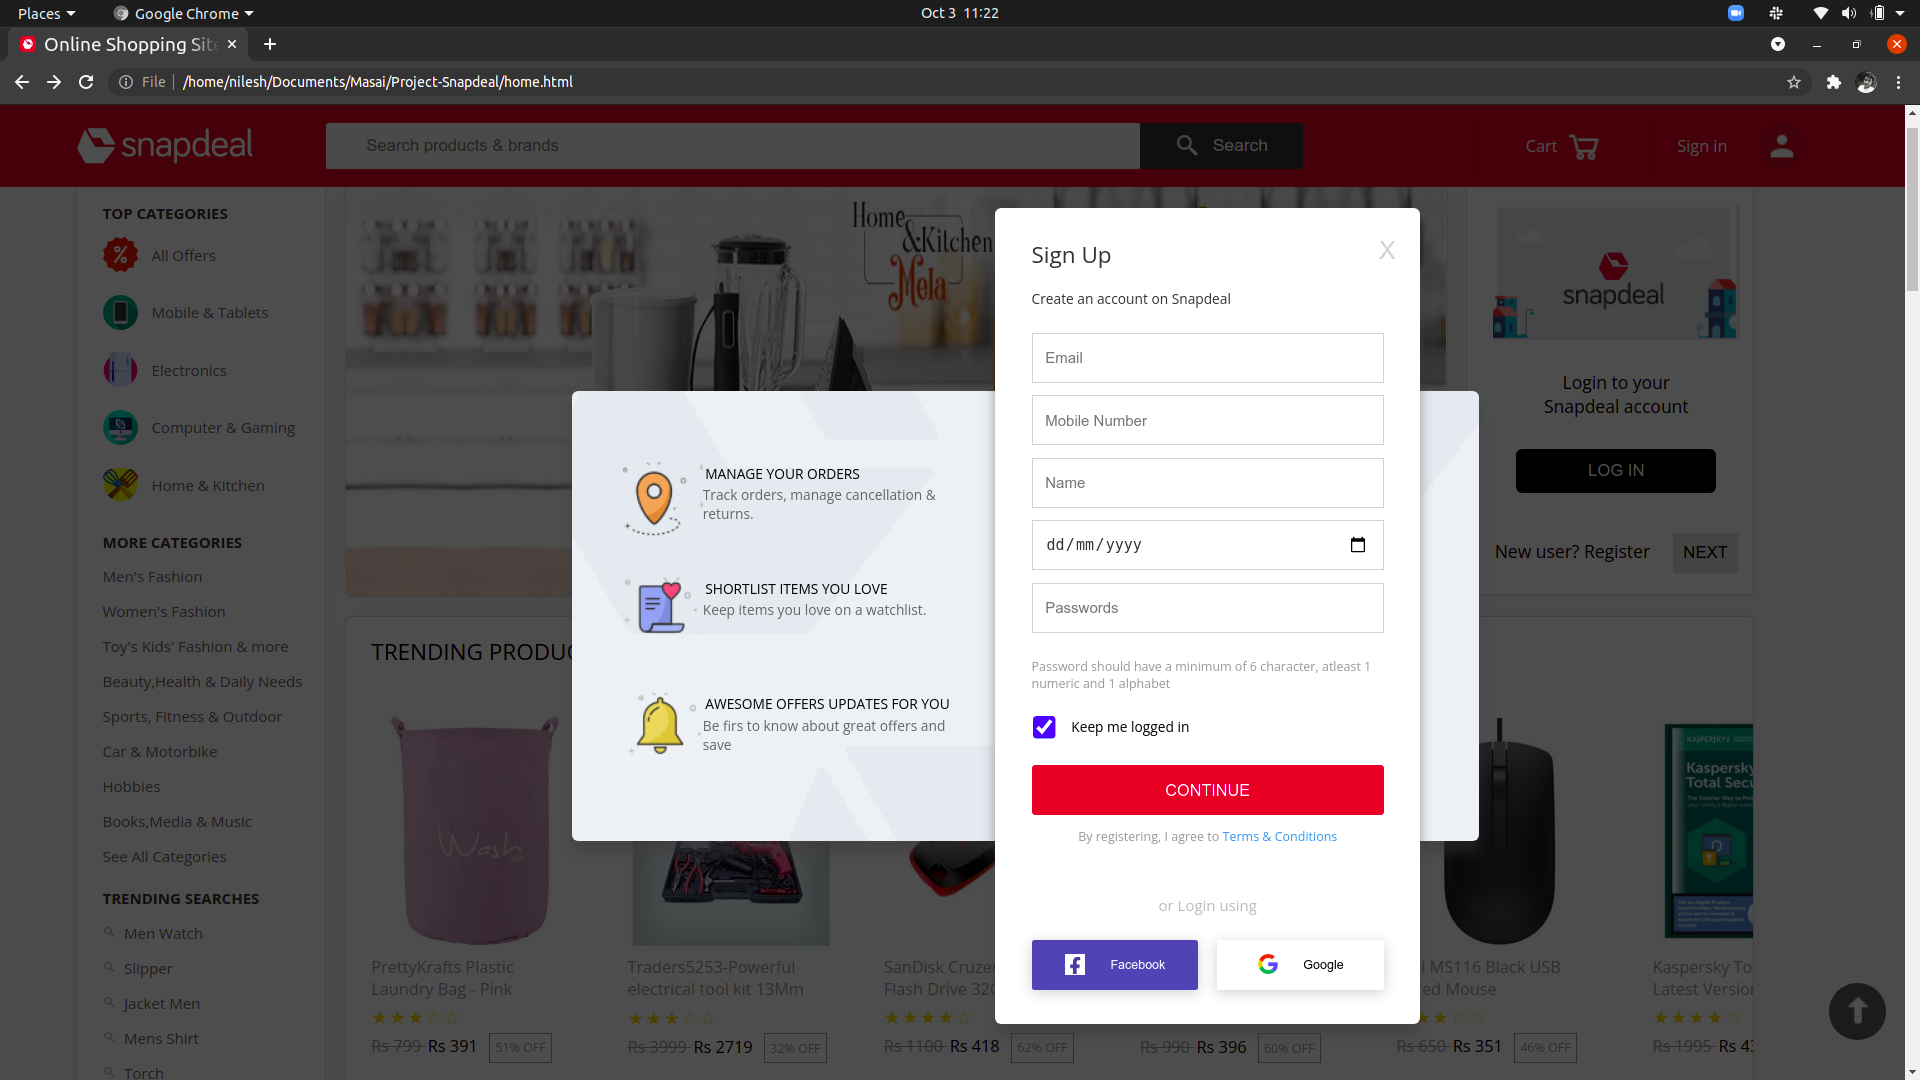 Places
Google Chrome
Oct 3 11:22
Online Shopping Site
File
/home/nilesh/Documents/Masai/Project-Snapdeal/home.html
snapdeal
Search products & brands
Search
Cart
Sign in
TOP CATEGORIES
All Offers
Mobile & Tablets
Electronics
Computer & Gaming
Home & Kitchen
MORE CATEGORIES
Men's Fashion
Women's Fashion
Toy's Kids' Fashion & more
Beauty,Health & Daily Needs
Sports, Fitness & Outdoor
Car & Motorbike
Hobbies
Books,Media & Music
See All Categories
TRENDING SEARCHES
Men Watch
Slipper
Jacket Men
Mens Shirt
Torch
Home
&Kitchen
Mela
MANAGE YOUR ORDERS
Track orders, manage cancellation &
returns.
SHORTLIST ITEMS YOU LOVE
Keep items you love on a watchlist.
AWESOME OFFERS UPDATES FOR YOU
Be firs to know about great offers and
save
Sign Up
X
Create an account on Snapdeal
Email
Mobile Number
Name
dd/mm/yyyy
Passwords
Password should have a minimum of 6 character, atleast 1
numeric and 1 alphabet
Keep me logged in
CONTINUE
By registering, I agree to Terms & Conditions
or Login using
Facebook
Google
snapdeal
Login to your
Snapdeal account
LOG IN
New user? Register
NEXT
TRENDING PRODUC
Wash
Kaspersky
Total Secu
PrettyKrafts Plastic
Laundry Bag - Pink
Rs 799 Rs 391
51% OFF
Traders5253-Powerful
electrical tool kit 13Mm
Rs 3999 Rs 2719
32% OFF
SanDisk Cruze
Flash Drive 32
Rs 1100 Rs 418
62% OFF
Rs 990 Rs 396
60% OFF
MS116 Black USB
ed Mouse
Rs 650 Rs 351
46% OFF
Kaspersky To
Latest Version
Rs 1995 Rs 43